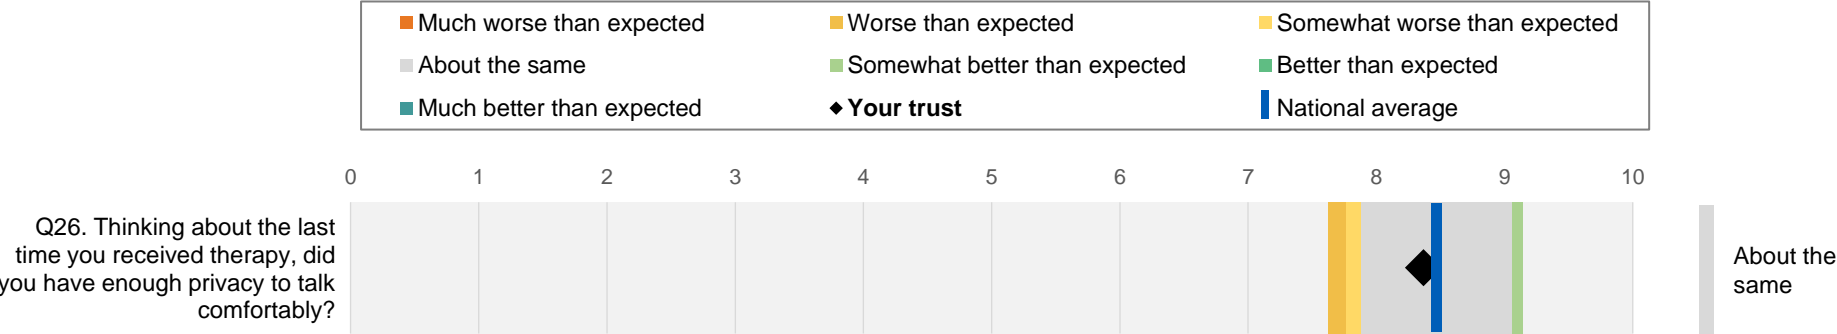 Much worse than expected
Worse than expected
Somewhat worse than expected
About the same
Somewhat better than expected
Better than expected
Much better than expected
Your trust
National average
0 1 2 3 4 5 6 7 8 9 10
Q26. Thinking about the last
time you received therapy, did
you have enough privacy to talk
comfortably?
About the
same